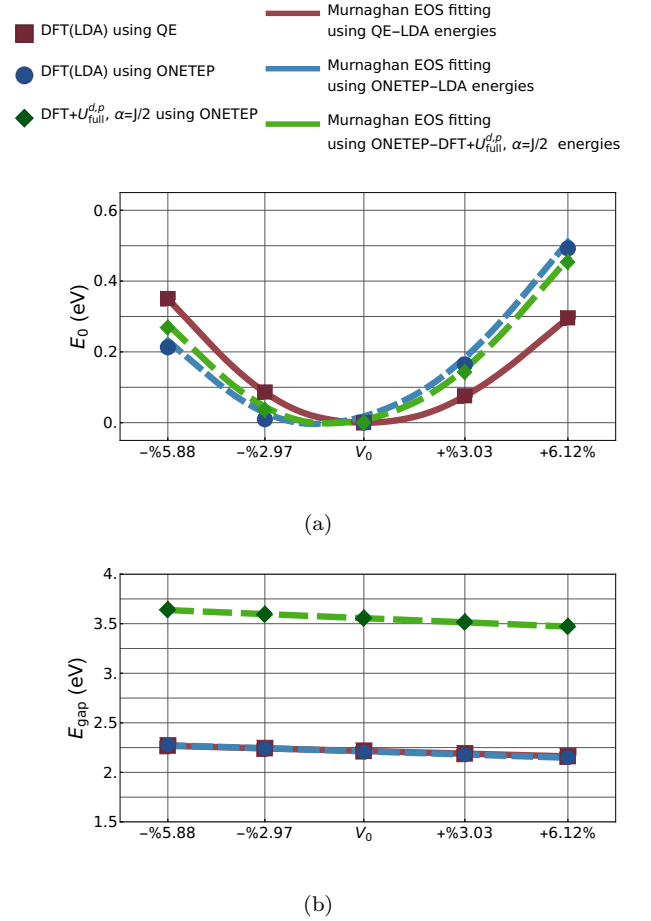 DFT(LDA) using QE
DFT(LDA) using ONETEP
DFT+U^{d,p}_{full}, α=J/2 using ONETEP
Murnaghan EOS fitting
using QE–LDA energies
Murnaghan EOS fitting
using ONETEP–LDA energies
Murnaghan EOS fitting
using ONETEP–DFT+U^{d,p}_{full}, α=J/2 energies
E_0 (eV)
0.6
0.4
0.2
0.
–%5.88 –%2.97 V_0 +%3.03 +6.12%
(a)
E_{gap} (eV)
4.
3.5
3.
2.5
2.
1.5
–%5.88 –%2.97 V_0 +%3.03 +6.12%
(b)